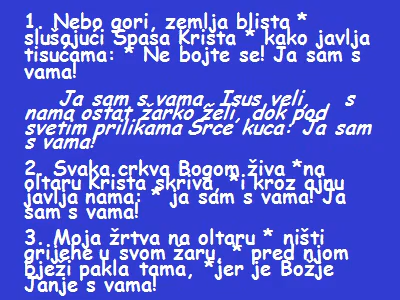 1. Nebo gori, zemlja blista *
slušajući Spasa Krista * kako javlja
tisućama: * Ne bojte se! Ja sam s
vama!
Ja sam s vama, Isus veli, s
nama ostat žarko želi, dok pod
svetim prilikama Srce kuca: Ja sam
s vama!
2. Svaka crkva Bogom živa *na
oltaru Krista skriva, *i kroz njnu
javlja nama: * ja sam s vama! Ja
sam s vama!
3. Moja žrtva na oltaru * ništi
grijehe u svom žaru, * pred njom
bježi pakla tama, *jer je Božje
Janje s vama!